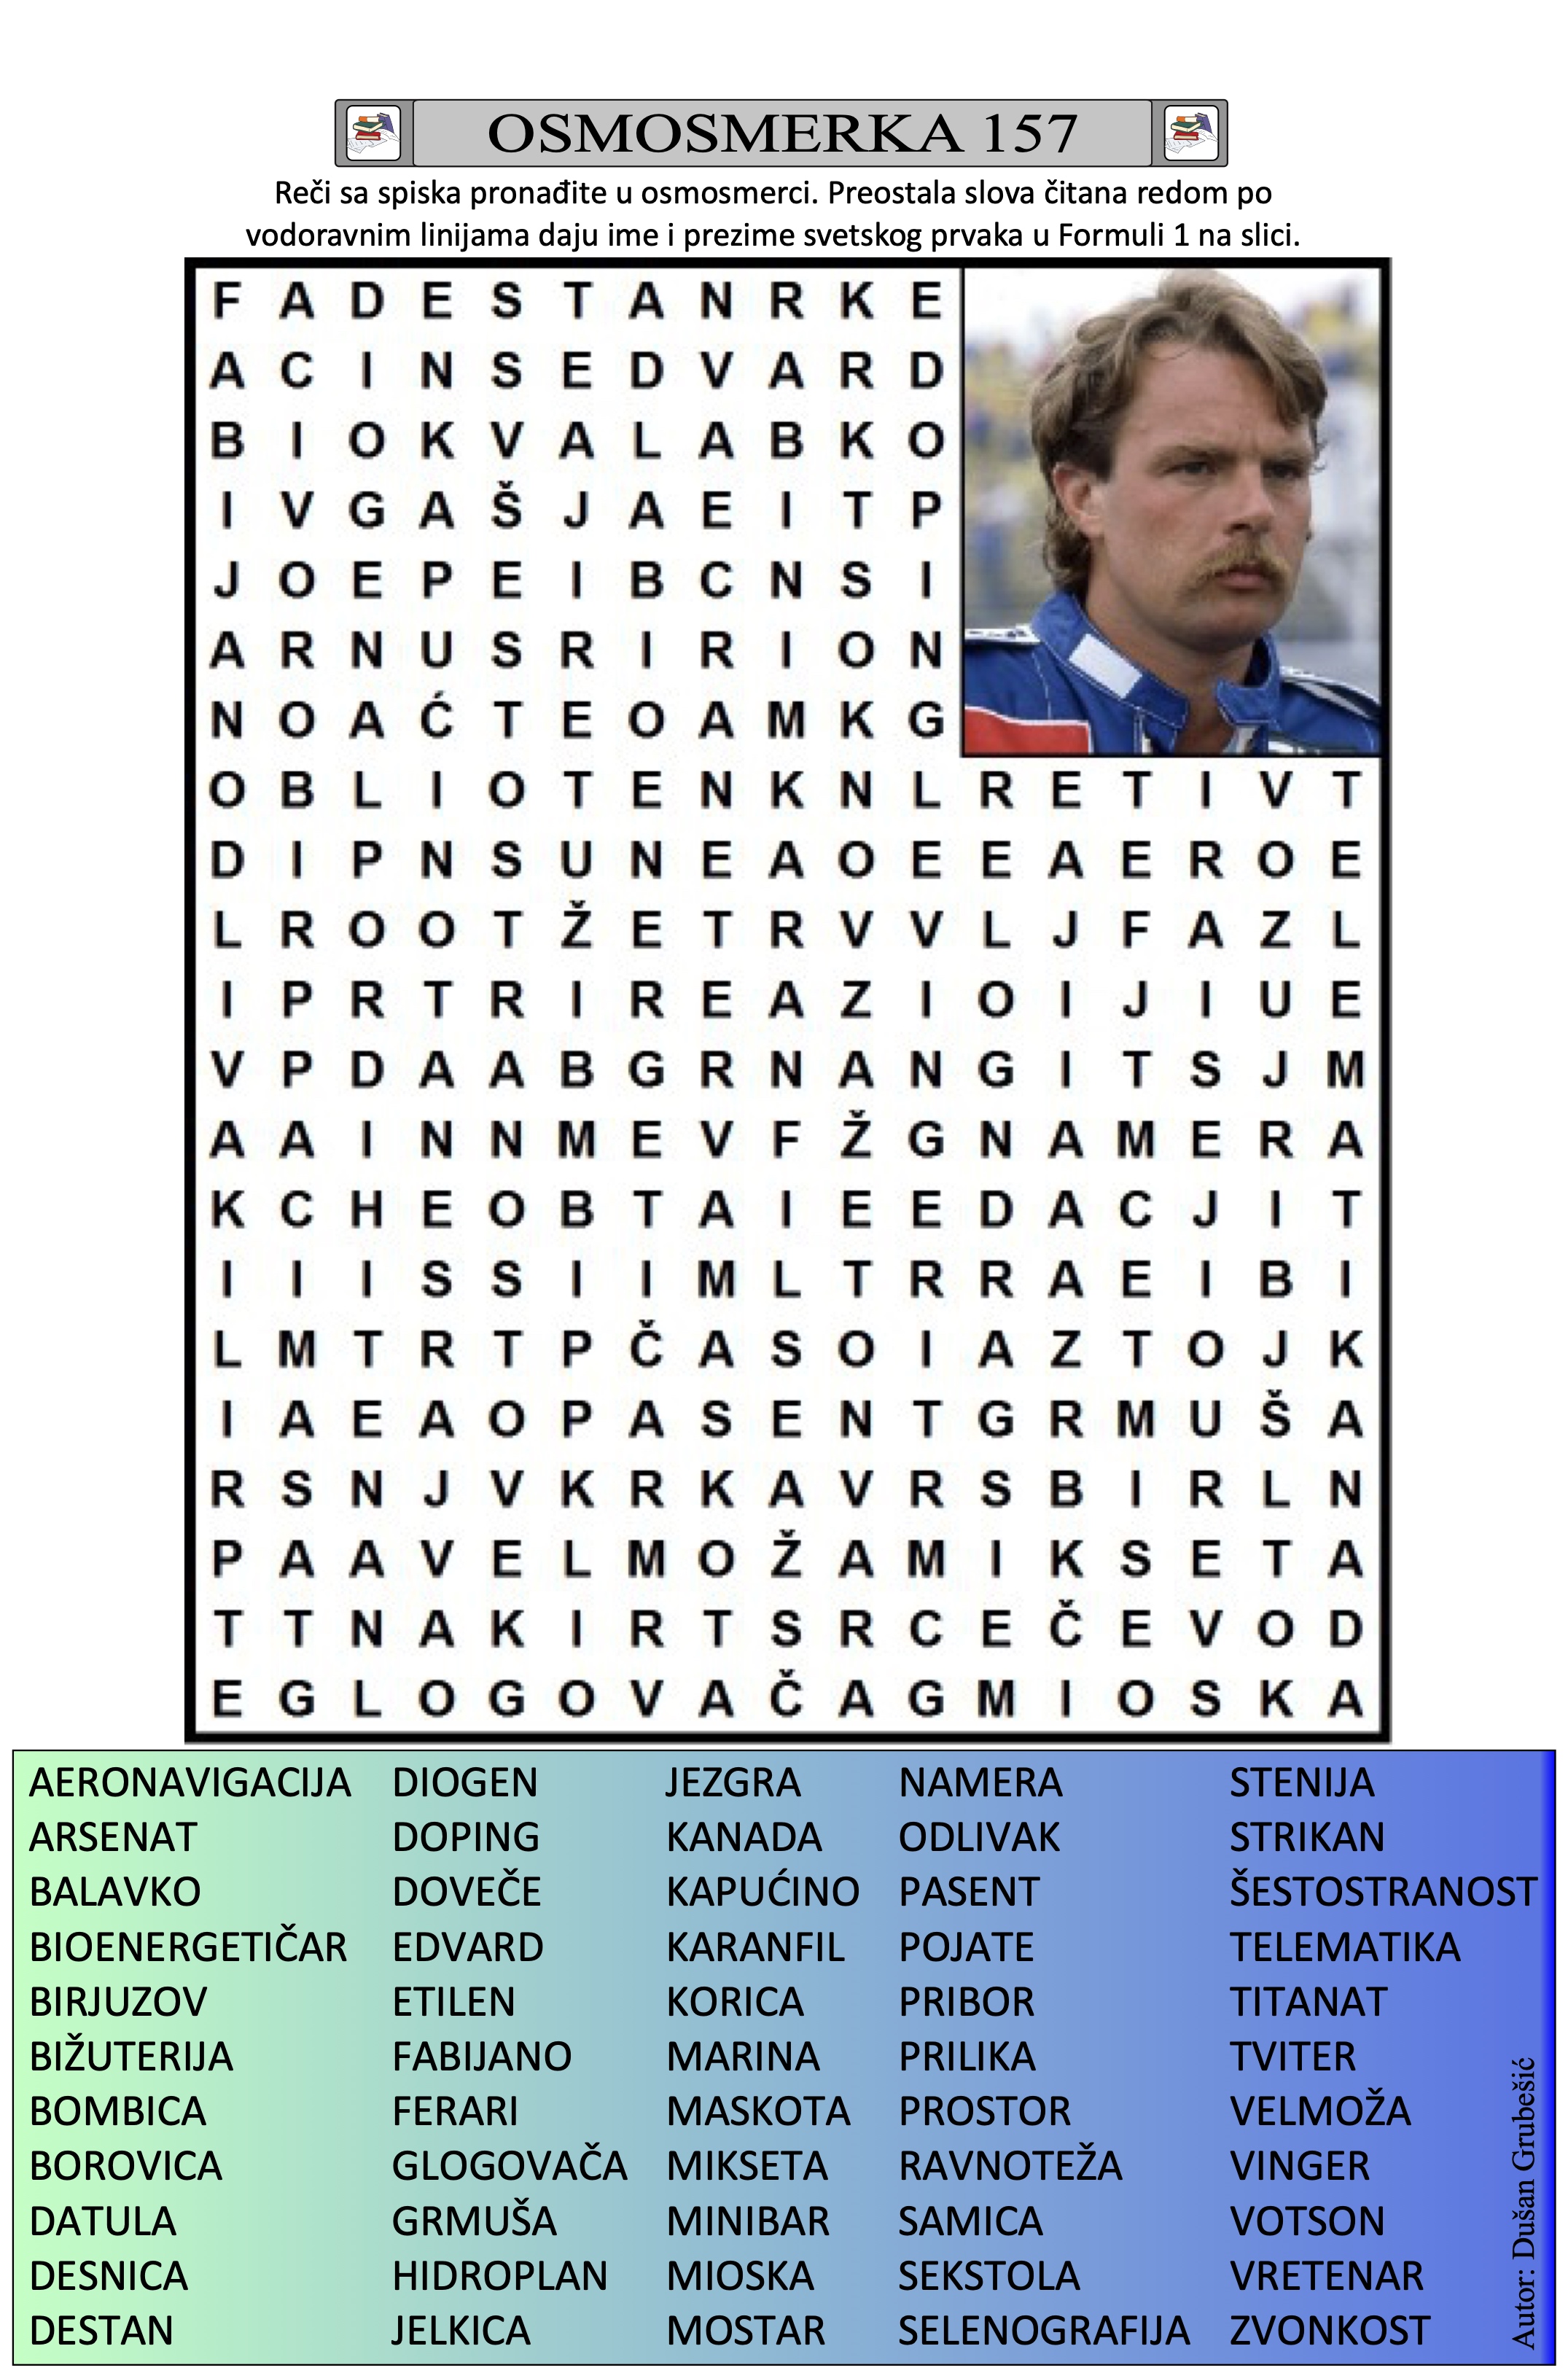 OSMOSMERKA 157
Reči sa spiska pronađite u osmosmerci. Preostala slova čitana redom po
vodoravnim linijama daju ime i prezime svetskog prvaka u Formuli 1 na slici.
F A D E S T A N R K E
A C I N S E D V A R D
B I O K V A L A B K O
I V G A Š J A E I T P
J O E P E I B C N S I
A R N U S R I R I O N
N O A Ć T E O A M K G
O B L I O T E N K N L R E T I V T
D I P N S U N E A O E E A E R O E
L R O O T Ž E T R V V L J F A Z L
I P R T R I R E A Z I O I J I U E
V P D A A B G R N A N G I T S J M
A A I N N M E V F Ž G N A M E R A
K C H E O B T A I E E D A C J I T
I I I S S I I M L T R R A E I B I
L M T R T P Č A S O I A Z T O J K
I A E A O P A S E N T G R M U Š A
R S N J V K R K A V R S B I R L N
P A A V E L M O Ž A M I K S E T A
T T N A K I R T S R C E Č E V O D
E G L O G O V A Č A G M I O S K A
AERONAVIGACIJA DIOGEN JEZGRA NAMERA STENIJA
ARSENAT DOPING KANADA ODLIVAK STRIKAN
BALAVKO DOVEČE KAPUĆINO PASENT ŠESTOSTRANOST
BIOENERGETIČAR EDVARD KARANFIL POJATE TELEMATIKA
BIRJUZOV ETILEN KORICA PRIBOR TITANAT
BIŽUTERIJA FABIJANO MARINA PRILIKA TVITER
BOMBICA FERARI MASKOTA PROSTOR VELMOŽA
BOROVICA GLOGOVAČA MIKSETA RAVNOTEŽA VINGER
DATULA GRMUŠA MINIBAR SAMICA VOTSON
DESNICA HIDROPLAN MIOSKA SEKSTOLA VRETENAR
DESTAN JELKICA MOSTAR SELENOGRAFIJA ZVONKOST
Autor: Dušan Grubešić